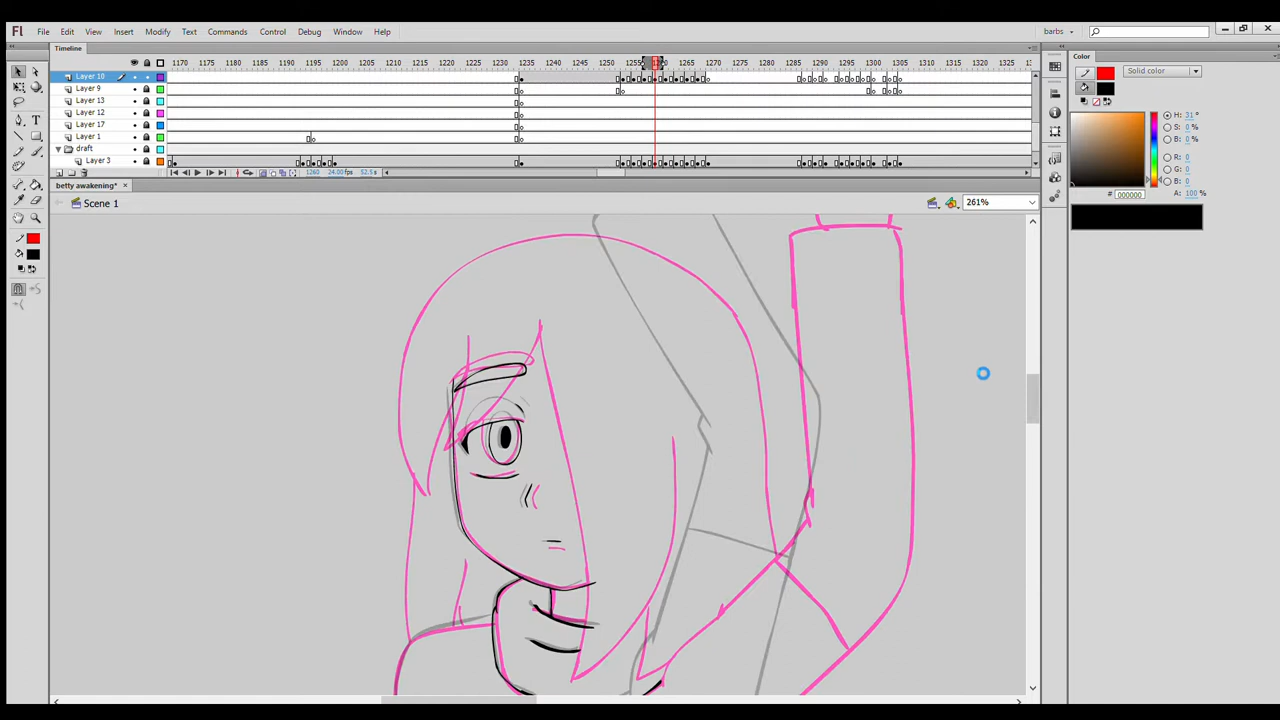 Fl File Edit View Insert Modify Text Commands Control Debug Window Help barbs
Timeline
Color
1170 1175 1180 1185 1190 1195 1200 1205 1210 1215 1220 1225 1230 1235 1240 1245 1250 1260 1265 1270 1275 1280 1285 1290 1295 1300 1305 1310 1315 1320 1325
Layer 10
Layer 9
Layer 13
Layer 12
Layer 17
Layer 1
draft
Layer 3
1260 24.00 fps 52.5 s
betty awakening* ×
Scene 1
261%
Solid color
H: 31 °
S: 0 %
B: 0 %
R: 0
G: 0
B: 0
# 000000
A: 100 %